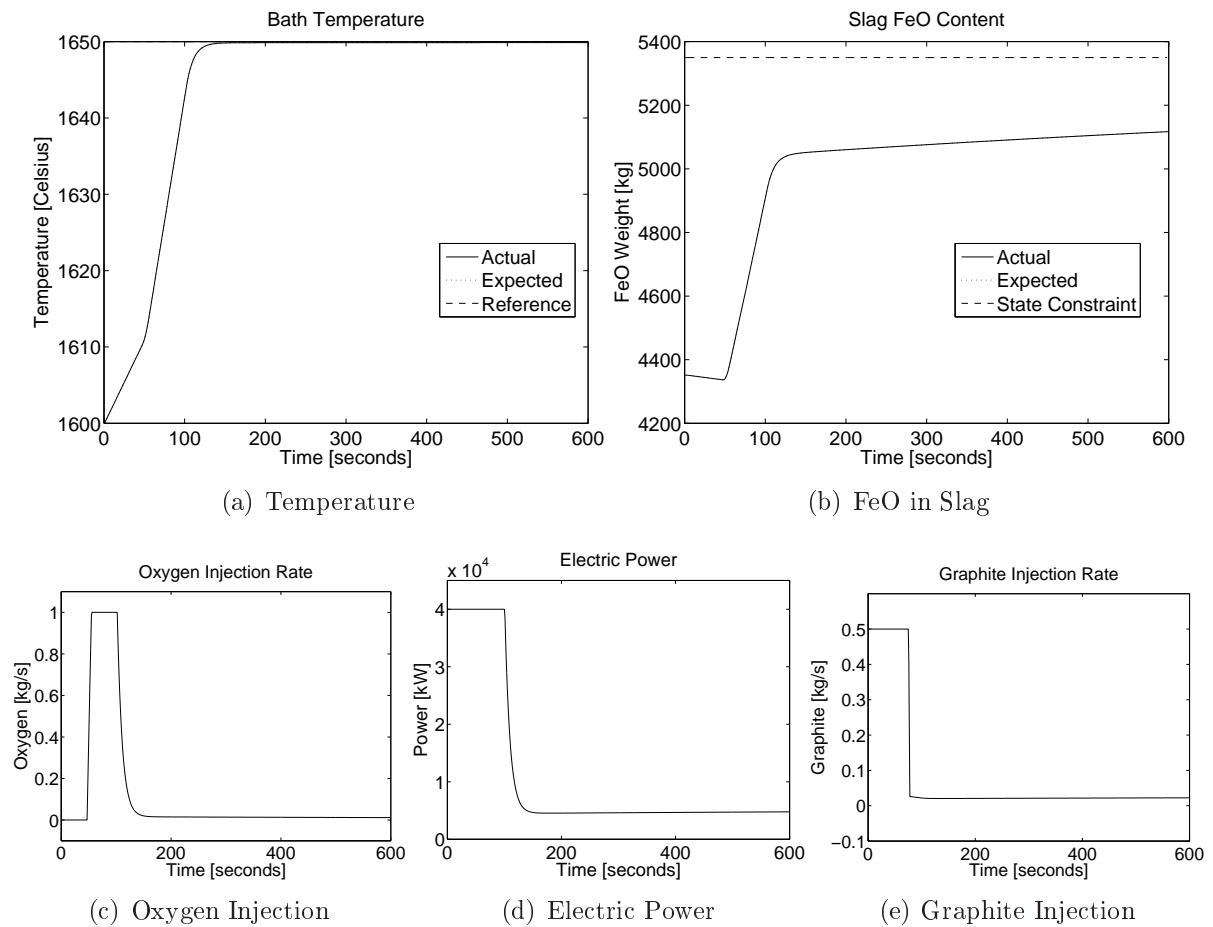 Bath Temperature
1650
1640
1630
1620
1610
1600
0 100 200 300 400 500 600
Temperature [Celsius]
Time [seconds]
Actual
Expected
Reference
(a) Temperature
Slag FeO Content
5400
5200
5000
4800
4600
4400
4200
0 100 200 300 400 500 600
FeO Weight [kg]
Time [seconds]
Actual
Expected
State Constraint
(b) FeO in Slag
Oxygen Injection Rate
1
0.8
0.6
0.4
0.2
0
0 200 400 600
Oxygen [kg/s]
Time [seconds]
(c) Oxygen Injection
Electric Power
x 10^4
4
3
2
1
0
0 200 400 600
Power [kW]
Time [seconds]
(d) Electric Power
Graphite Injection Rate
0.5
0.4
0.3
0.2
0.1
0
−0.1
0 200 400 600
Graphite [kg/s]
Time [seconds]
(e) Graphite Injection